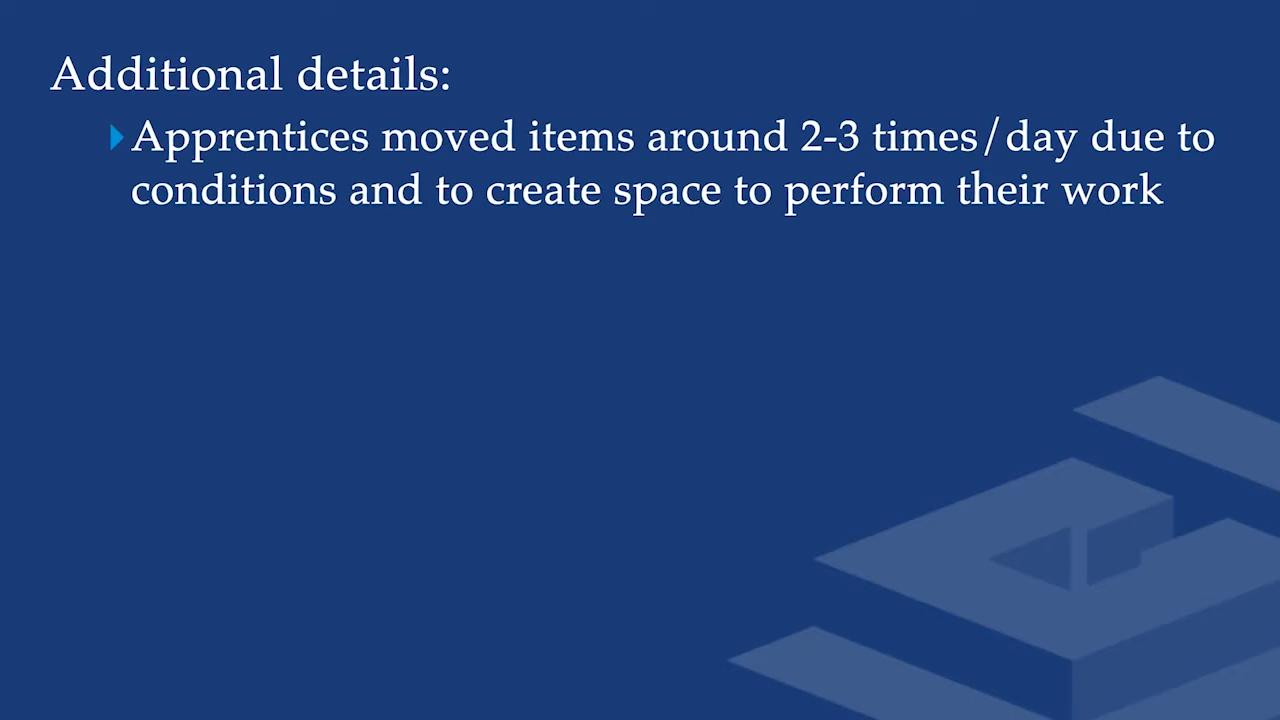 Additional details:
Apprentices moved items around 2-3 times/day due to
conditions and to create space to perform their work